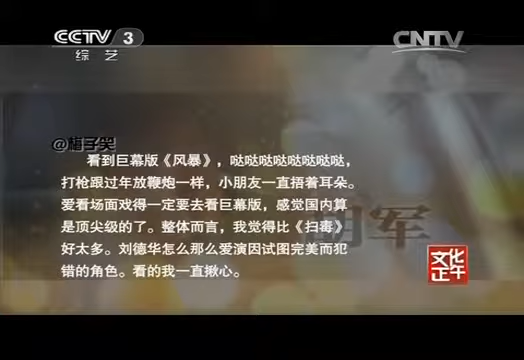 CCTV 3
综艺
CNTV
@梅子笑
看到巨幕版《风暴》，哒哒哒哒哒哒哒哒，
打枪跟过年放鞭炮一样，小朋友一直捂着耳朵。
爱看场面戏得一定要去看巨幕版，感觉国内算
是顶尖级的了。整体而言，我觉得比《扫毒》
好太多。刘德华怎么那么爱演因试图完美而犯
错的角色。看的我一直揪心。
胡军
文化
正午